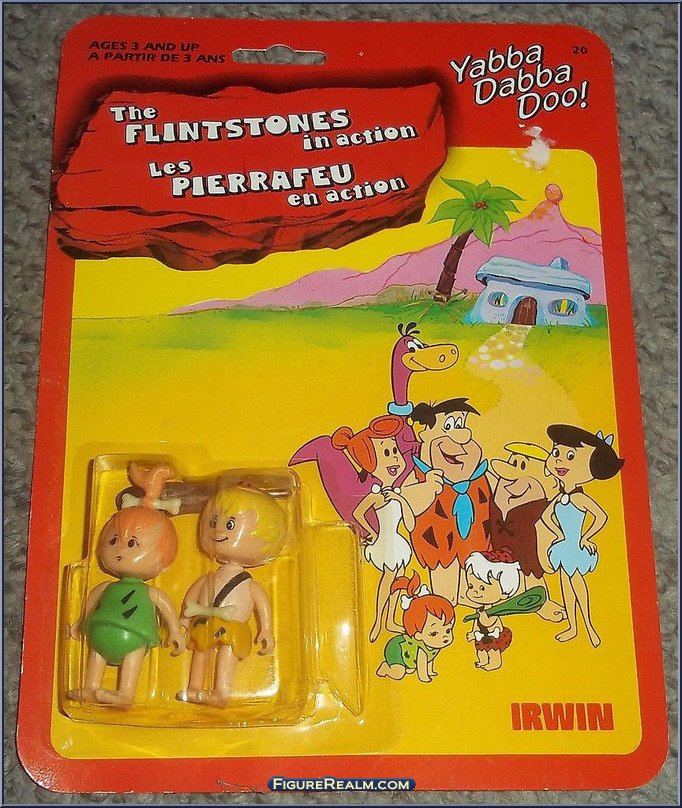 AGES 3 AND UP
A PARTIR DE 3 ANS
20
Yabba
Dabba
Doo!
The
FLINTSTONES
in action
Les
PIERRAFEU
en action
IRWIN
FIGUREREALM.COM